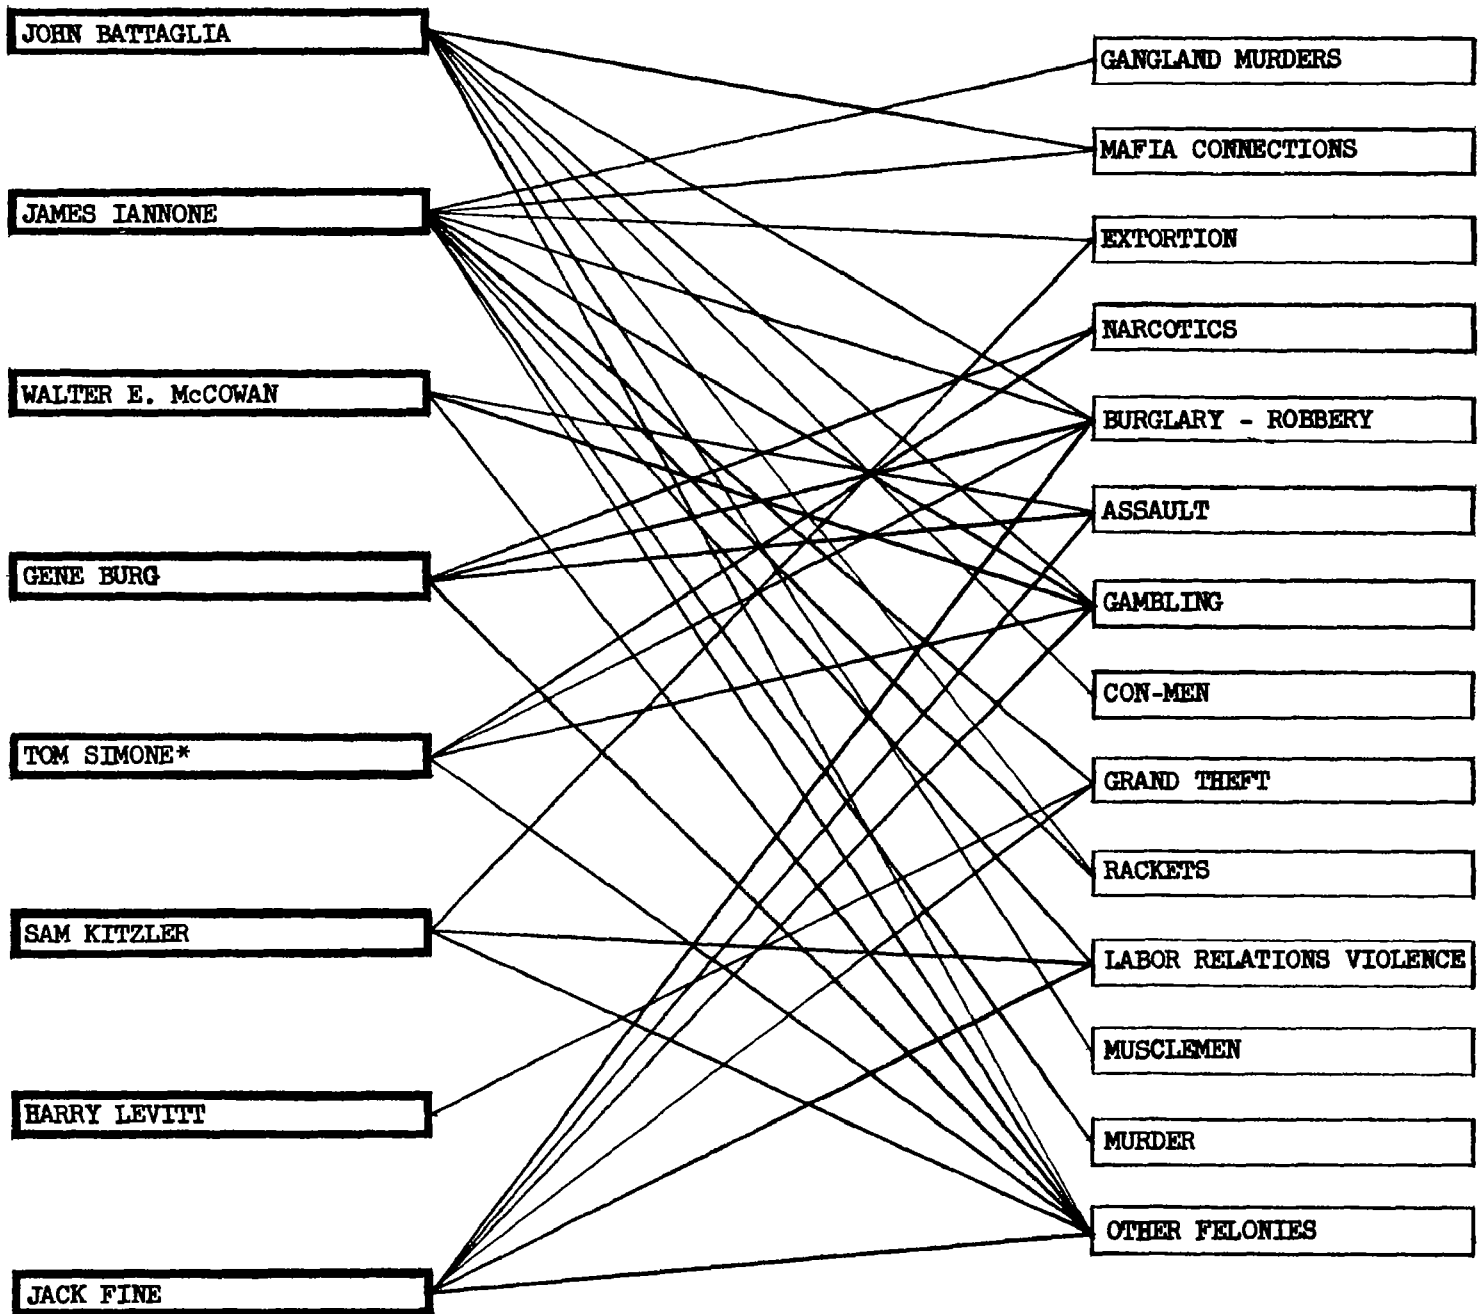 JOHN BATTAGLIA
JAMES IANNONE
WALTER E. McCOWAN
GENE BURG
TOM SIMONE*
SAM KITZLER
HARRY LEVITT
JACK FINE
GANGLAND MURDERS
MAFIA CONNECTIONS
EXTORTION
NARCOTICS
BURGLARY - ROBBERY
ASSAULT
GAMBLING
CON-MEN
GRAND THEFT
RACKETS
LABOR RELATIONS VIOLENCE
MUSCLEMEN
MURDER
OTHER FELONIES